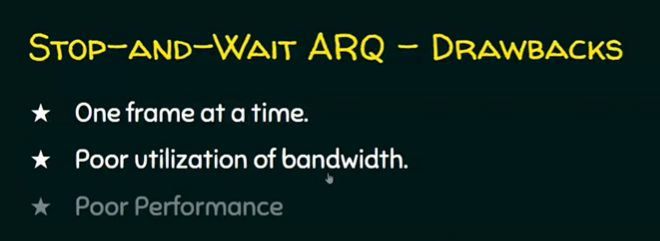 Stop-and-Wait ARQ - Drawbacks
★ One frame at a time.
★ Poor utilization of bandwidth.
★ Poor Performance